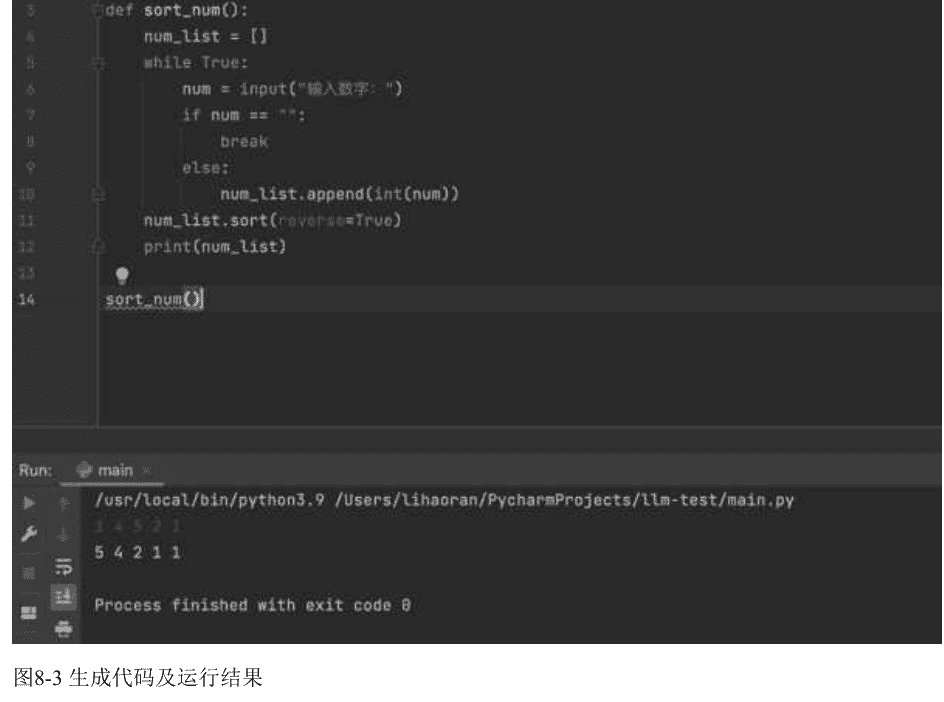 3 def sort_num():
4     num_list = []
5     while True:
6         num = input("输入数字：")
7         if num == "":
8             break
9         else:
10             num_list.append(int(num))
11     num_list.sort(reverse=True)
12     print(num_list)
13
14 sort_num()
Run: main ×
/usr/local/bin/python3.9 /Users/lihaoran/PycharmProjects/llm-test/main.py
1 4 5 2 1
5 4 2 1 1
Process finished with exit code 0
图8-3 生成代码及运行结果